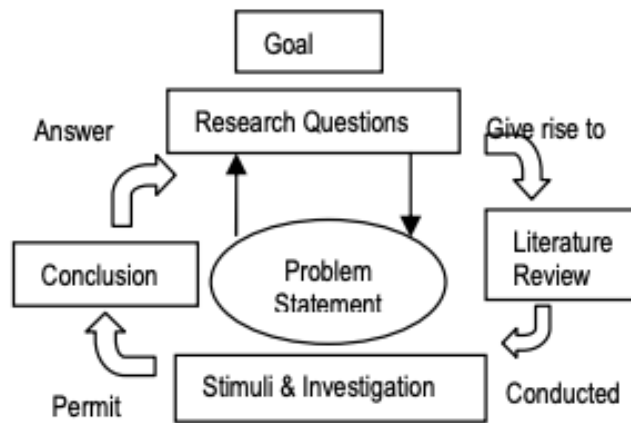 Goal
Research Questions
Answer
Give rise to
Literature
Review
Conclusion
Problem
Statement
Stimuli & Investigation
Permit
Conducted